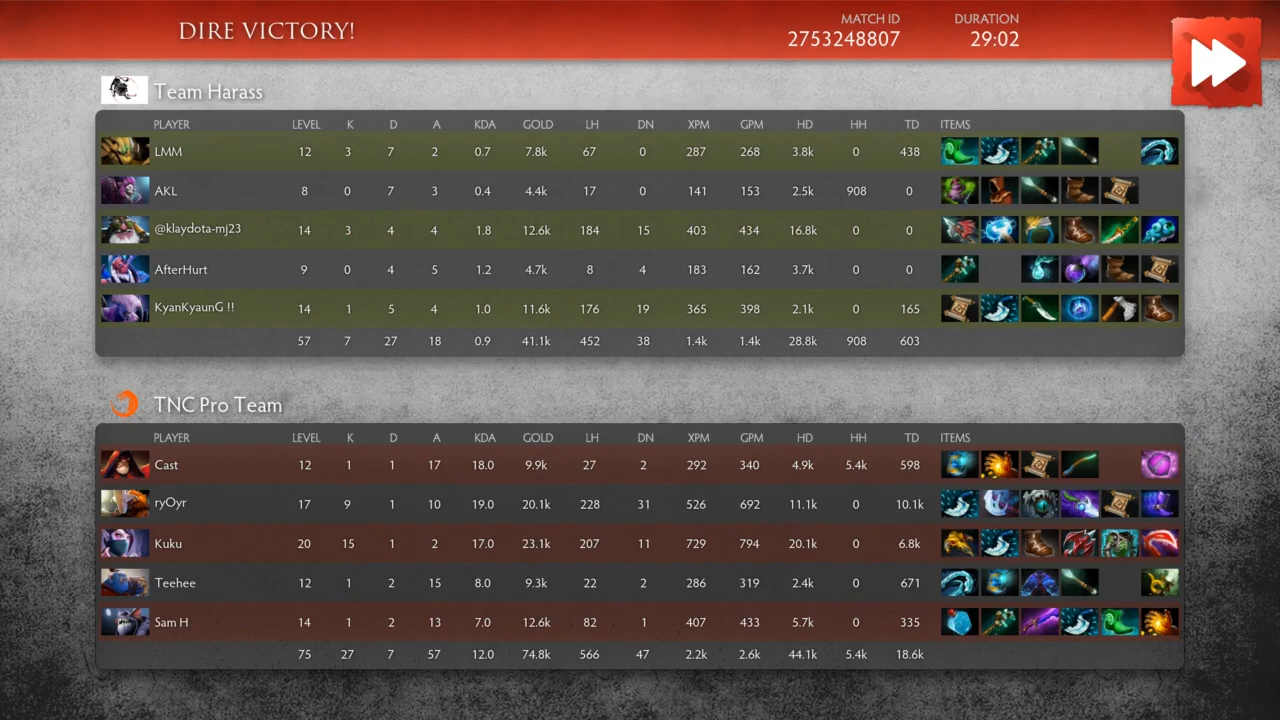 DIRE VICTORY!
MATCH ID DURATION
2753248807 29:02
Team Harass
PLAYER LEVEL K D A KDA GOLD LH DN XPM GPM HD HH TD ITEMS
LMM 12 3 7 2 0.7 7.8k 67 0 287 268 3.8k 0 438
AKL 8 0 7 3 0.4 4.4k 17 0 141 153 2.5k 908 0
@klaydota-mj23 14 3 4 4 1.8 12.6k 184 15 403 434 16.8k 0 0
AfterHurt 9 0 4 5 1.2 4.7k 8 4 183 162 3.7k 0 0
KyanKyaunG !! 14 1 5 4 1.0 11.6k 176 19 365 398 2.1k 0 165
57 7 27 18 0.9 41.1k 452 38 1.4k 1.4k 28.8k 908 603
TNC Pro Team
PLAYER LEVEL K D A KDA GOLD LH DN XPM GPM HD HH TD ITEMS
Cast 12 1 1 17 18.0 9.9k 27 2 292 340 4.9k 5.4k 598
ryOyr 17 9 1 10 19.0 20.1k 228 31 526 692 11.1k 0 10.1k
Kuku 20 15 1 2 17.0 23.1k 207 11 729 794 20.1k 0 6.8k
Teehee 12 1 2 15 8.0 9.3k 22 2 286 319 2.4k 0 671
Sam H 14 1 2 13 7.0 12.6k 82 1 407 433 5.7k 0 335
75 27 7 57 12.0 74.8k 566 47 2.2k 2.6k 44.1k 5.4k 18.6k